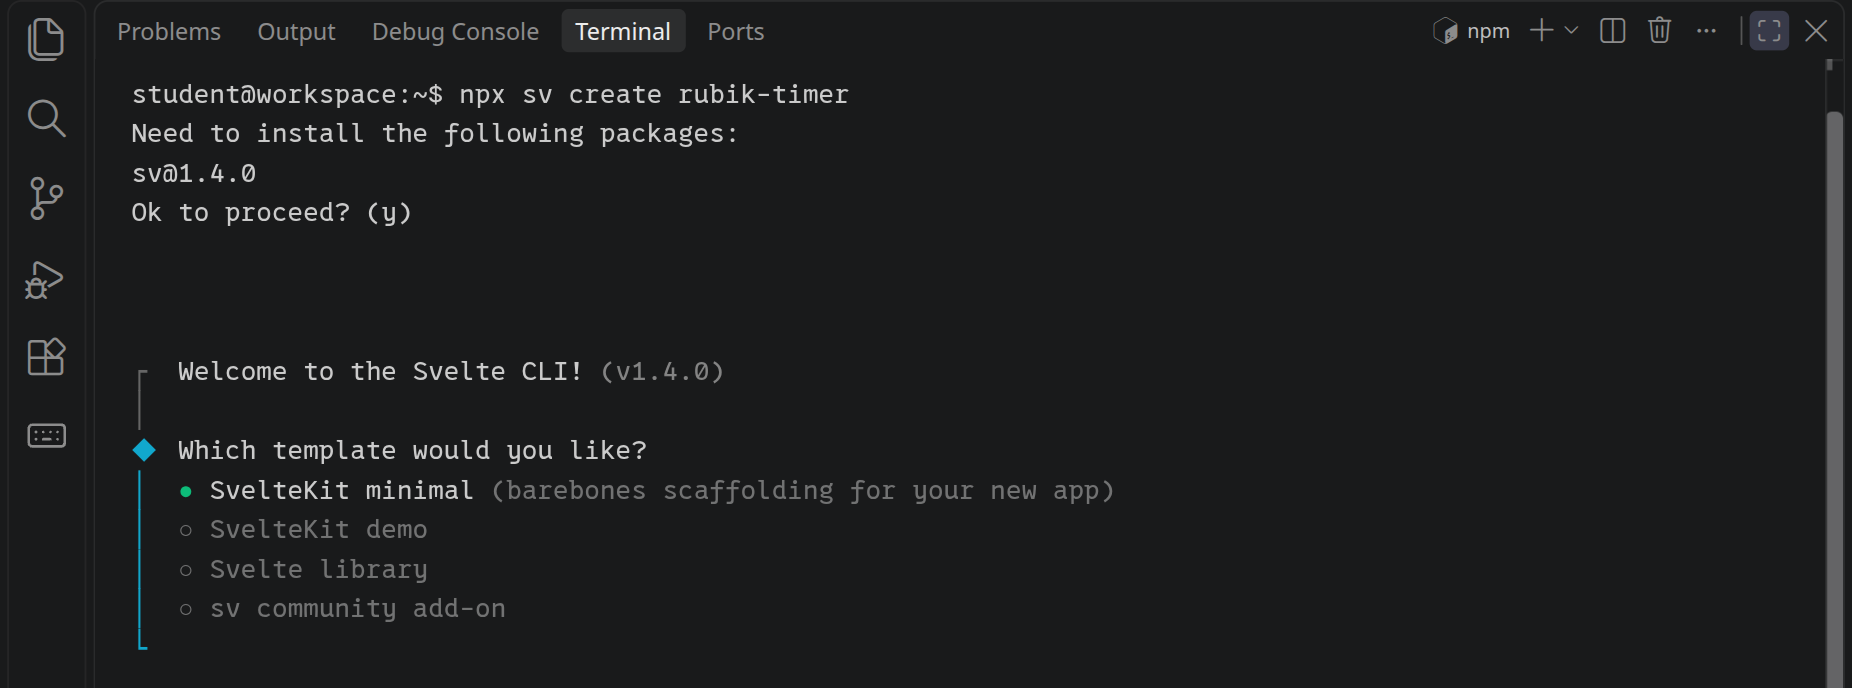 Problems Output Debug Console Terminal Ports npm
student@workspace:~$ npx sv create rubik-timer
Need to install the following packages:
sv@1.4.0
Ok to proceed? (y)
Welcome to the Svelte CLI! (v1.4.0)
Which template would you like?
SvelteKit minimal (barebones scaffolding for your new app)
SvelteKit demo
Svelte library
sv community add-on